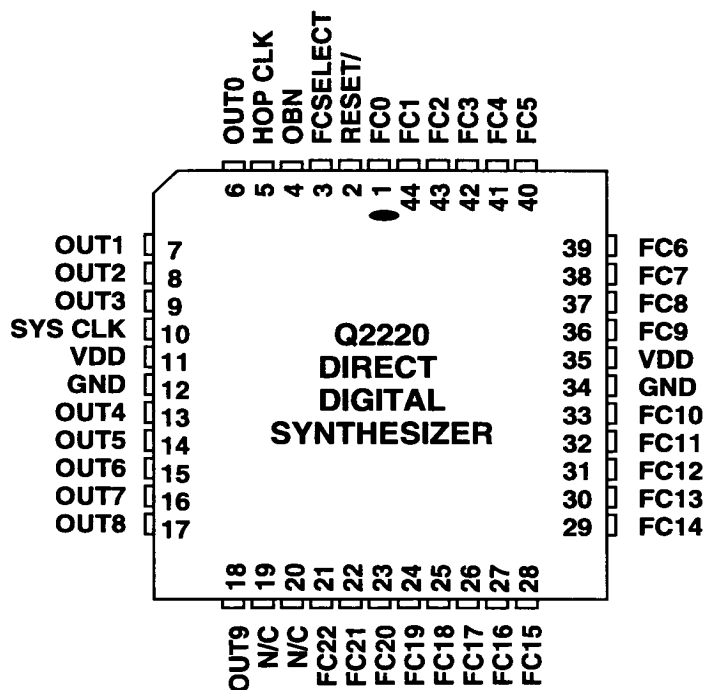 OUT0
HOP CLK
OBN
FCSELECT
RESET/
FC0
FC1
FC2
FC3
FC4
FC5
6 5 4 3 2 1 44 43 42 41 40
OUT1 7 39 FC6
OUT2 8 38 FC7
OUT3 9 37 FC8
SYS CLK 10 36 FC9
VDD 11 35 VDD
GND 12 34 GND
OUT4 13 33 FC10
OUT5 14 32 FC11
OUT6 15 31 FC12
OUT7 16 30 FC13
OUT8 17 29 FC14
Q2220
DIRECT
DIGITAL
SYNTHESIZER
18 19 20 21 22 23 24 25 26 27 28
OUT9
N/C
N/C
FC22
FC21
FC20
FC19
FC18
FC17
FC16
FC15